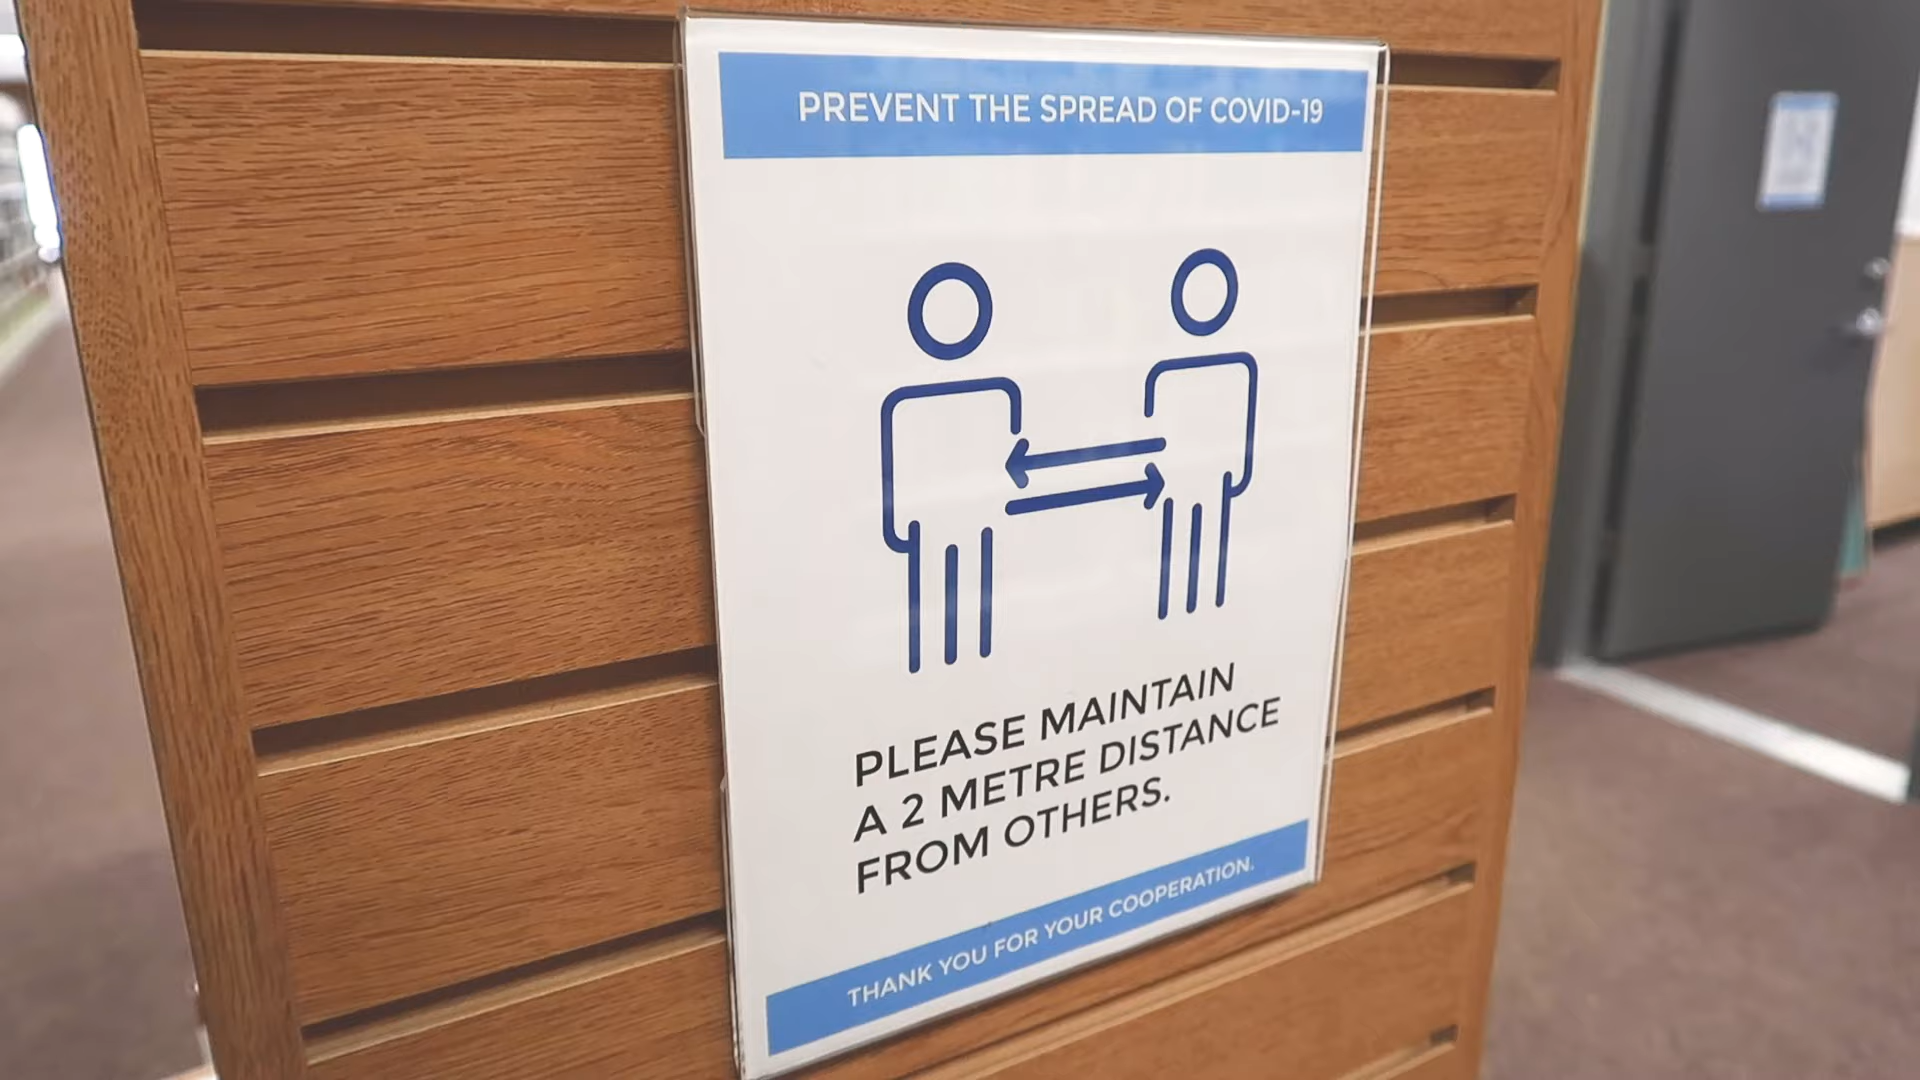 PREVENT THE SPREAD OF COVID-19
PLEASE MAINTAIN
A 2 METRE DISTANCE
FROM OTHERS.
THANK YOU FOR YOUR COOPERATION.